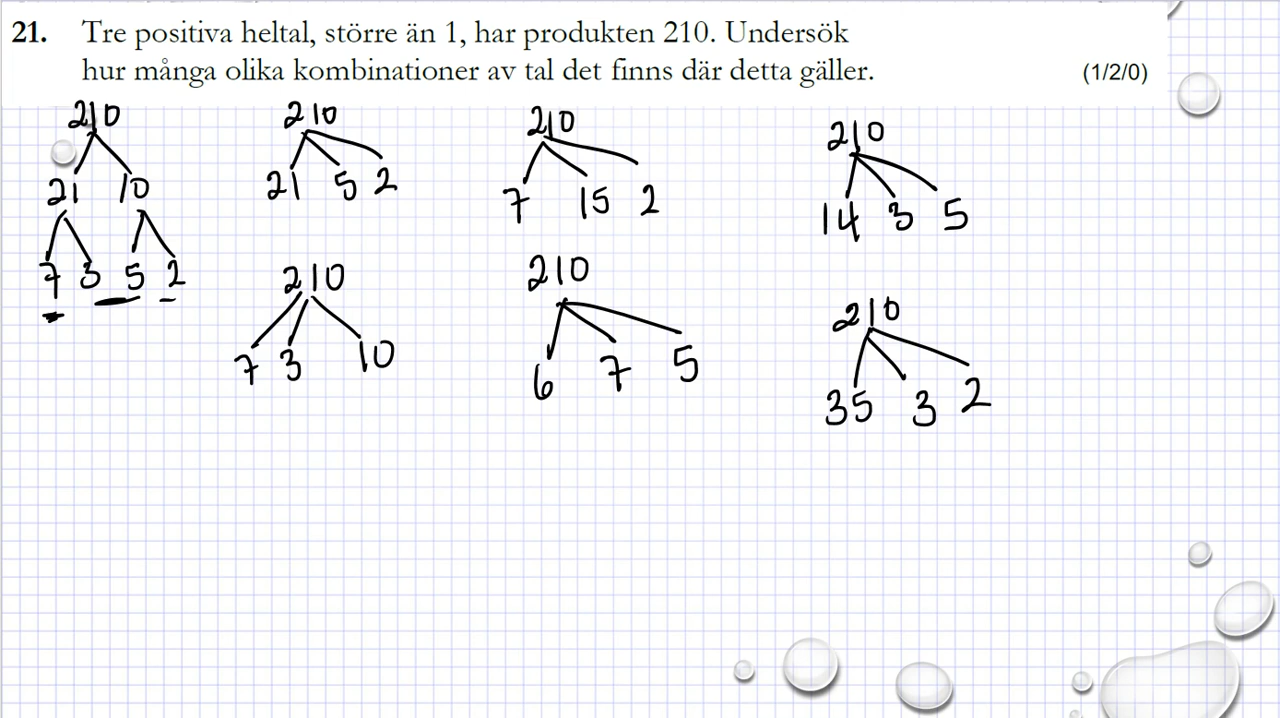 21. Tre positiva heltal, större än 1, har produkten 210. Undersök
hur många olika kombinationer av tal det finns där detta gäller. (1/2/0)
210
21 10
7 3 5 2
210
21 5 2
210
7 15 2
210
14 3 5
210
7 3 10
210
6 7 5
210
35 3 2